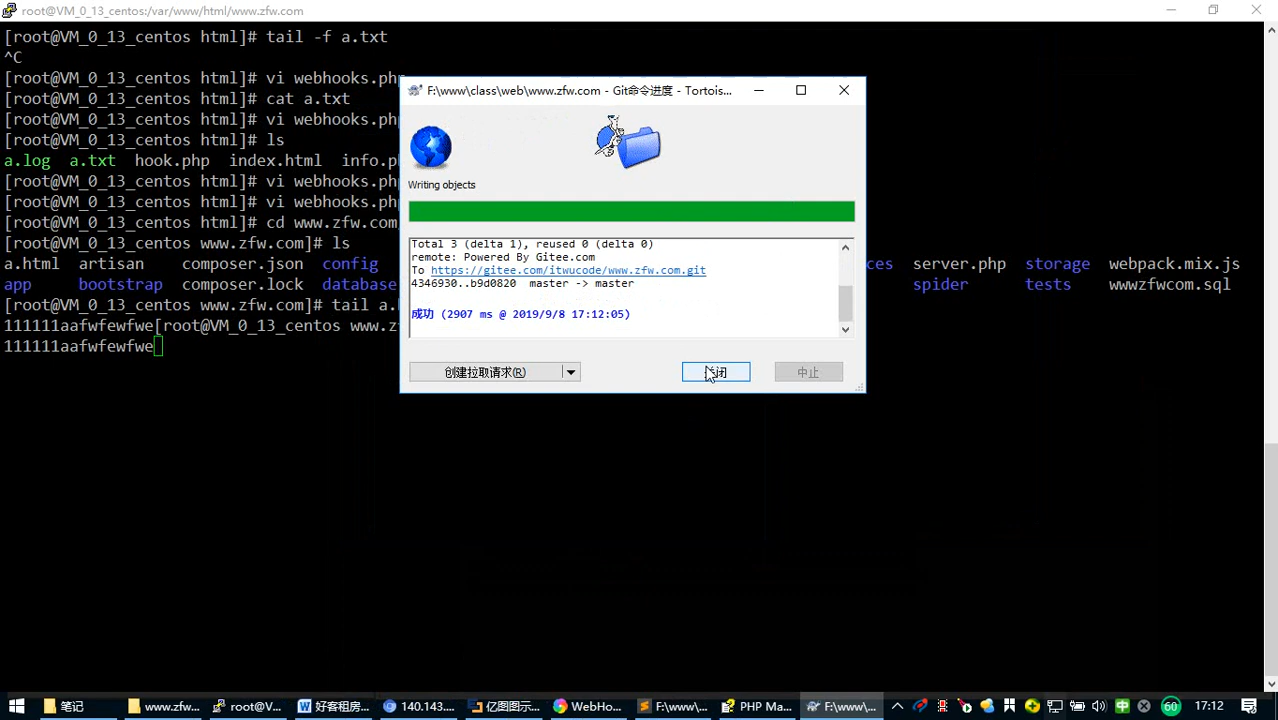 root@VM_0_13_centos:/var/www/html/www.zfw.com
[root@VM_0_13_centos html]# tail -f a.txt
^C
[root@VM_0_13_centos html]# vi webhooks.php
[root@VM_0_13_centos html]# cat a.txt
[root@VM_0_13_centos html]# vi webhooks.php
[root@VM_0_13_centos html]# ls
a.log a.txt hook.php index.html info.ph
[root@VM_0_13_centos html]# vi webhooks.php
[root@VM_0_13_centos html]# vi webhooks.php
[root@VM_0_13_centos html]# cd www.zfw.com
[root@VM_0_13_centos www.zfw.com]# ls
a.html artisan composer.json config ces server.php storage webpack.mix.js
app bootstrap composer.lock database spider tests wwwzfwcom.sql
[root@VM_0_13_centos www.zfw.com]# tail a.
111111aafwfewfwe[root@VM_0_13_centos www.z
111111aafwfewfwe
F:\www\class\web\www.zfw.com - Git命令进度 - Tortois...
Writing objects
Total 3 (delta 1), reused 0 (delta 0)
remote: Powered By Gitee.com
To https://gitee.com/itwucode/www.zfw.com.git
4346930..b9d0820 master -> master
成功 (2907 ms @ 2019/9/8 17:12:05)
创建拉取请求(R)
关闭
中止
笔记
www.zfw...
root@V...
好客租房...
140.143....
亿图图示...
WebHo...
F:\www\...
PHP Ma...
F:\www\...
中
60
17:12